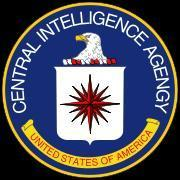 CENTRAL INTELLIGENCE AGENCY
UNITED STATES OF AMERICA